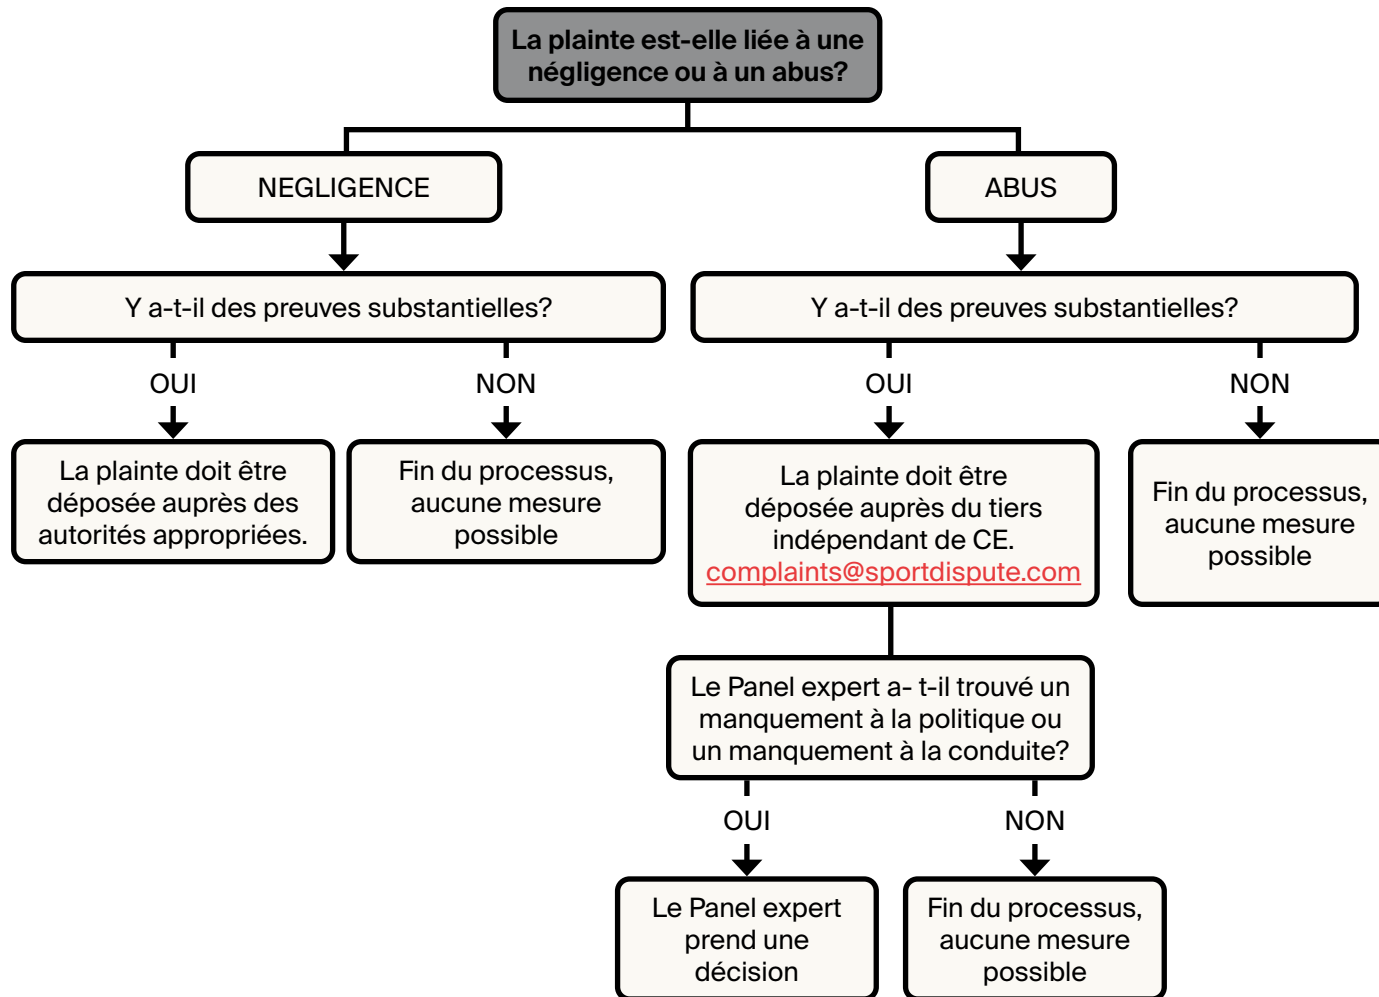 La plainte est-elle liée à une
négligence ou à un abus?
NEGLIGENCE
ABUS
Y a-t-il des preuves substantielles?
Y a-t-il des preuves substantielles?
OUI
NON
OUI
NON
La plainte doit être
déposée auprès des
autorités appropriées.
Fin du processus,
aucune mesure
possible
La plainte doit être
déposée auprès du tiers
indépendant de CE.
complaints@sportdispute.com
Fin du processus,
aucune mesure
possible
Le Panel expert a- t-il trouvé un
manquement à la politique ou
un manquement à la conduite?
OUI
NON
Le Panel expert
prend une
décision
Fin du processus,
aucune mesure
possible